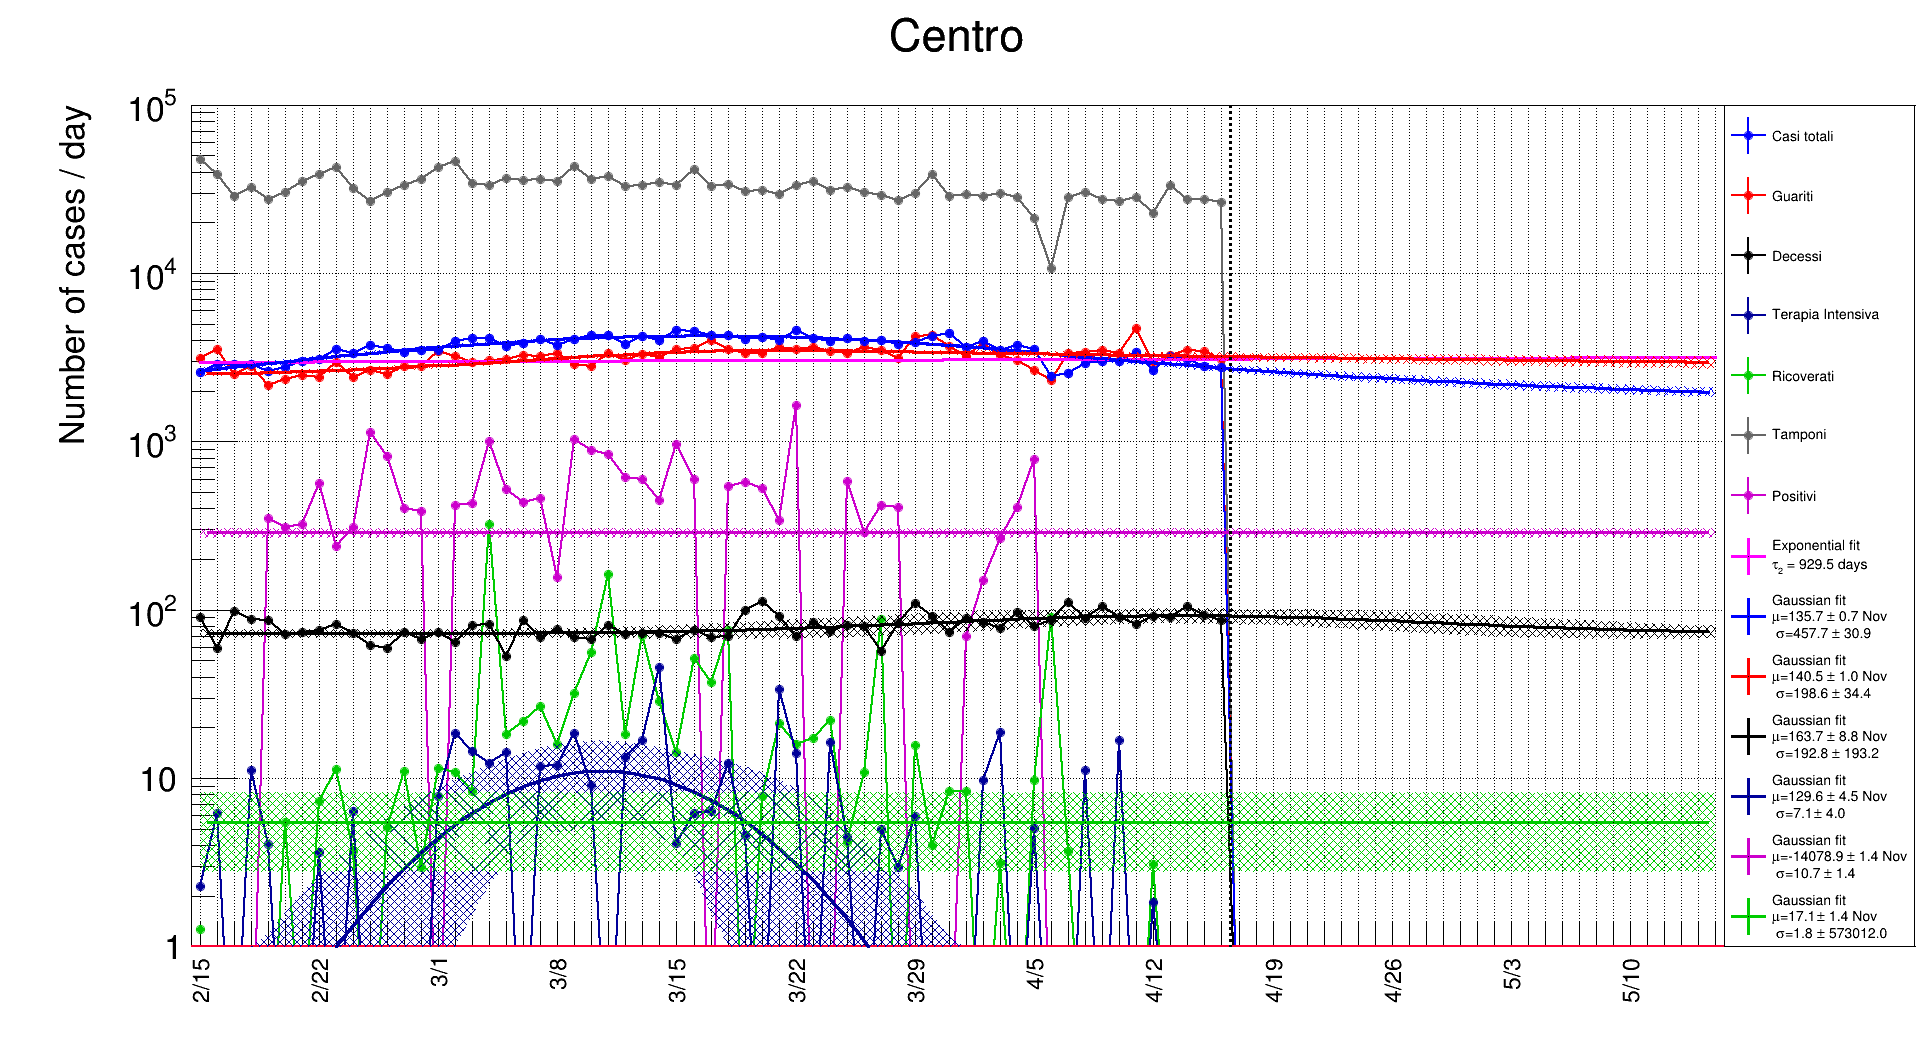 Centro
Number of cases / day
10^5
10^4
10^3
10^2
10
1
2/15
2/22
3/1
3/8
3/15
3/22
3/29
4/5
4/12
4/19
4/26
5/3
5/10
Casi totali
Guariti
Decessi
Terapia Intensiva
Ricoverati
Tamponi
Positivi
Exponential fit
τ₂ = 929.5 days
Gaussian fit
μ=135.7 ± 0.7 Nov
σ=457.7 ± 30.9
Gaussian fit
μ=140.5 ± 1.0 Nov
σ=198.6 ± 34.4
Gaussian fit
μ=163.7 ± 8.8 Nov
σ=192.8 ± 193.2
Gaussian fit
μ=129.6 ± 4.5 Nov
σ=7.1 ± 4.0
Gaussian fit
μ=-14078.9 ± 1.4 Nov
σ=10.7 ± 1.4
Gaussian fit
μ=17.1 ± 1.4 Nov
σ=1.8 ± 573012.0